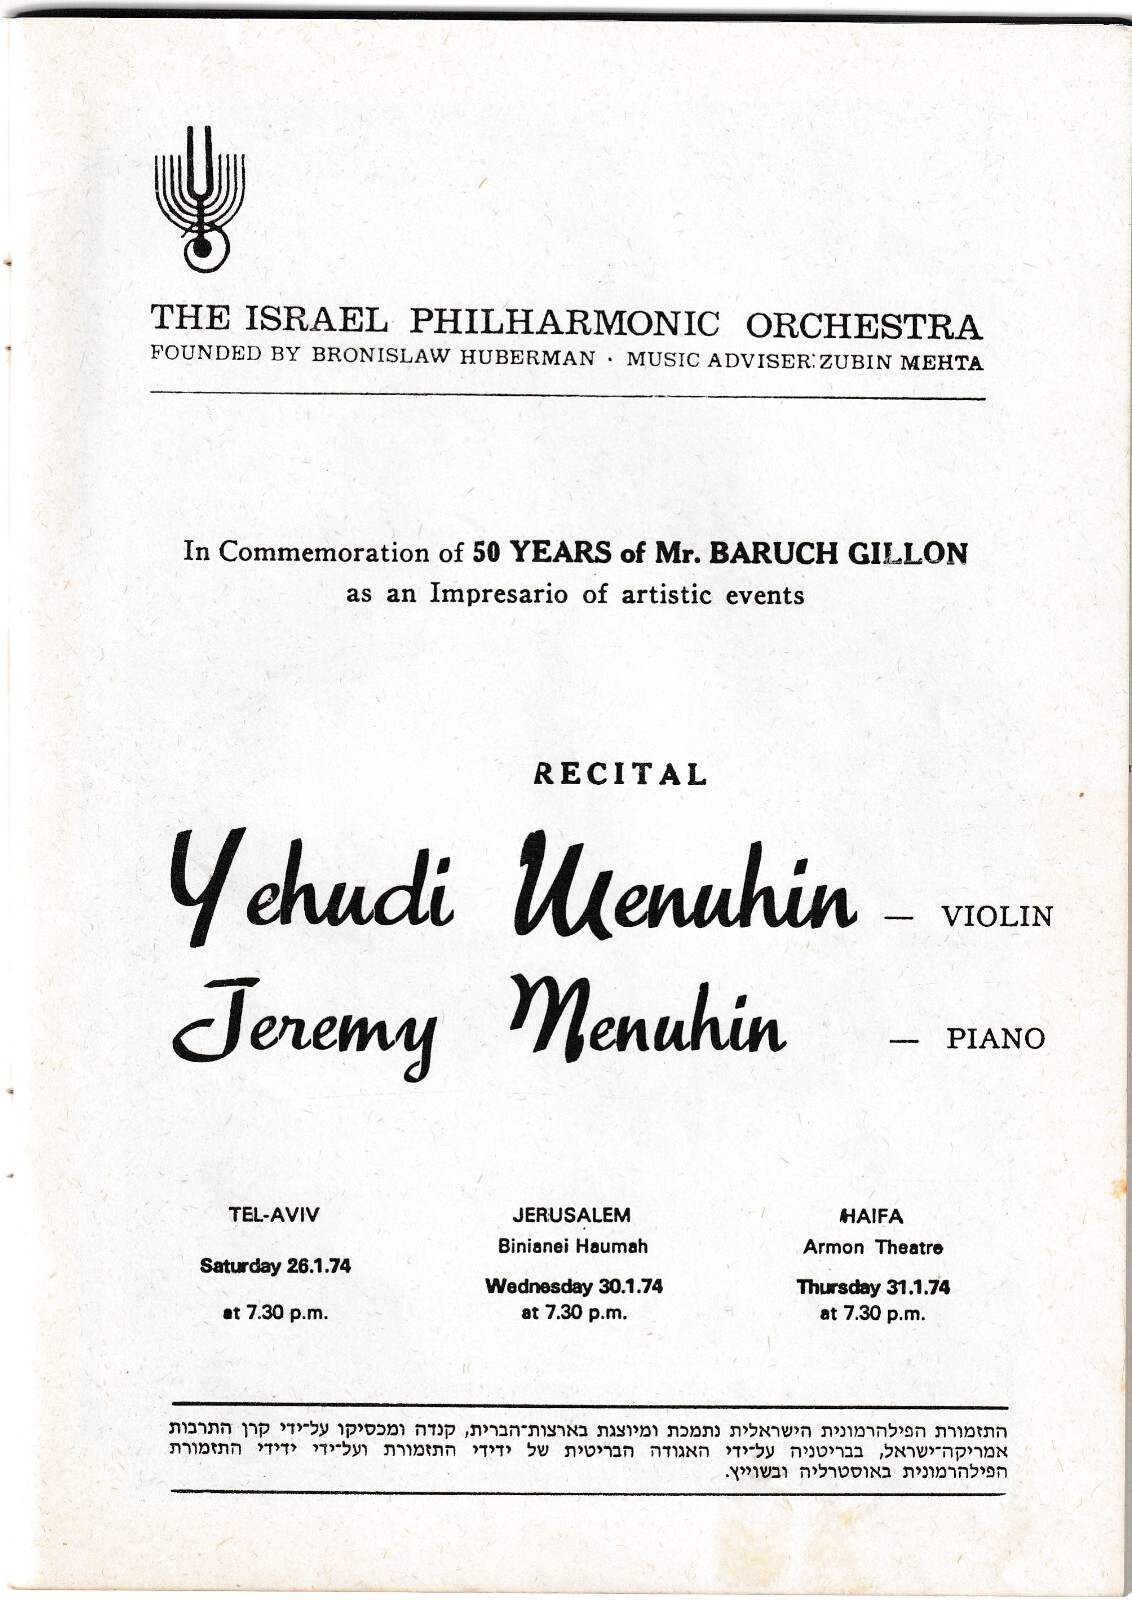 THE ISRAEL PHILHARMONIC ORCHESTRA
FOUNDED BY BRONISLAW HUBERMAN · MUSIC ADVISER: ZUBIN MEHTA
In Commemoration of 50 YEARS of Mr. BARUCH GILLON
as an Impresario of artistic events
RECITAL
Yehudi Menuhin — VIOLIN
Jeremy Menuhin — PIANO
TEL-AVIV
Saturday 26.1.74
at 7.30 p.m.
JERUSALEM
Binianei Haumah
Wednesday 30.1.74
at 7.30 p.m.
HAIFA
Armon Theatre
Thursday 31.1.74
at 7.30 p.m.
התזמורת הפילהרמונית הישראלית נתמכת ומיוצגת בארצות־הברית, קנדה ומכסיקו על־ידי קרן התרבות
אמריקה־ישראל, בבריטניה על־ידי האגודה הבריטית של ידידי התזמורת ועל־ידי ידידי התזמורת
הפילהרמונית באוסטרליה ובשווייץ.